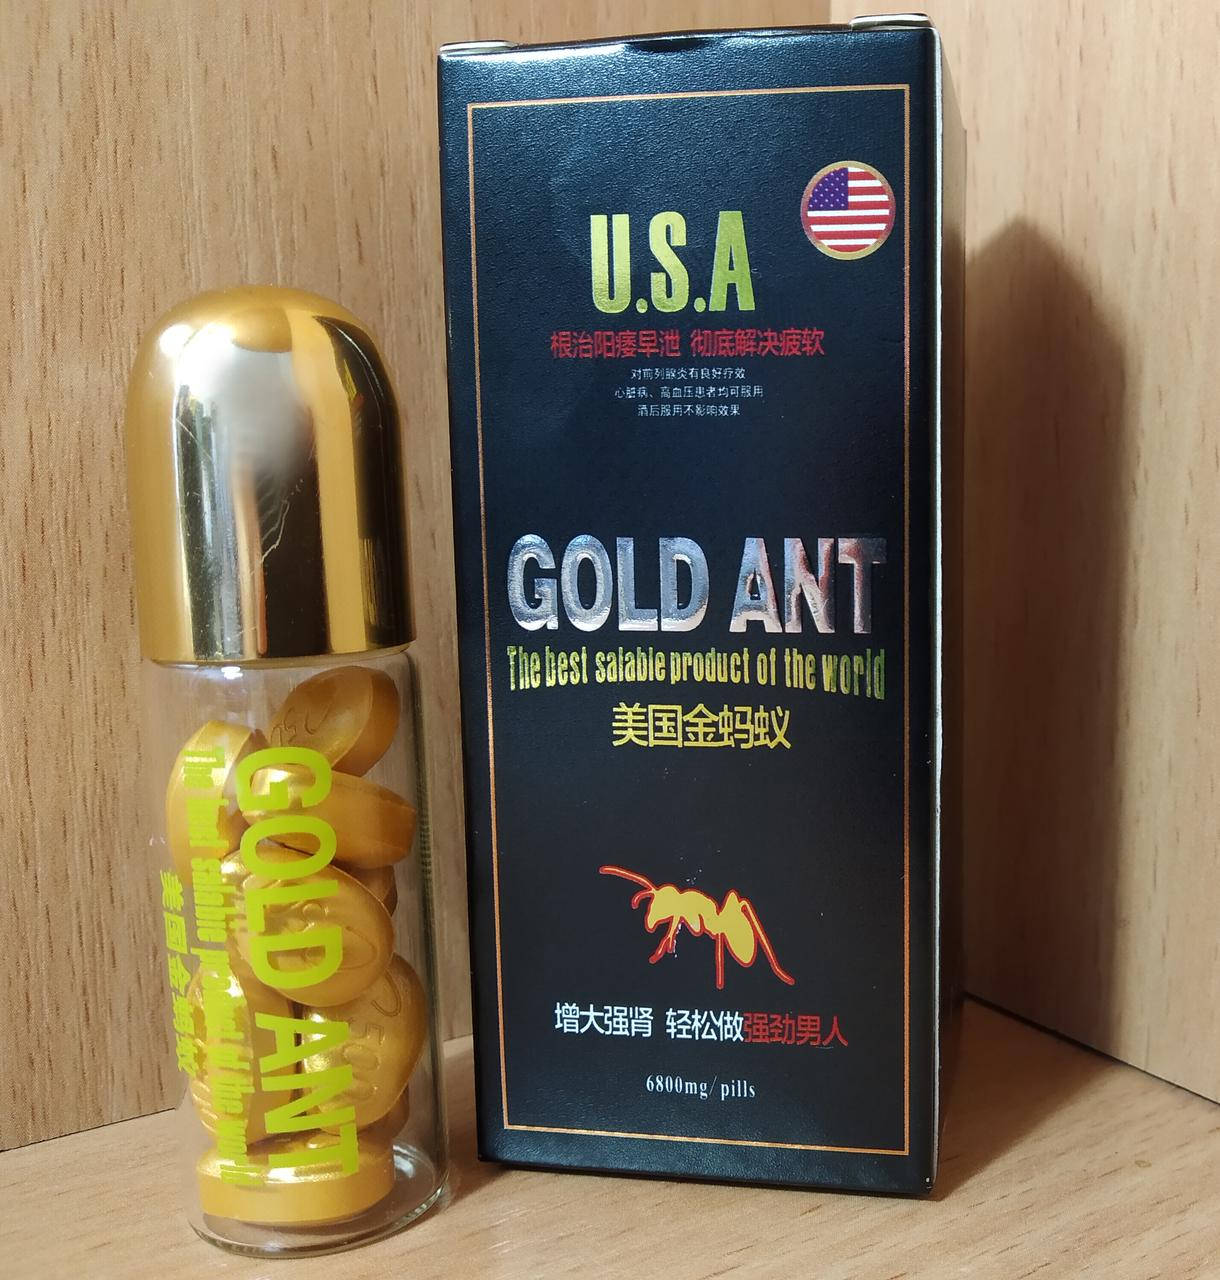 U.S.A
根治阳痿早泄 彻底解决疲软
对前列腺炎有良好疗效
心脏病、高血压患者均可服用
酒后服用不影响效果
GOLD ANT
The best salable product of the world
美国金蚂蚁
增大强肾 轻松做强劲男人
6800mg/pills
GOLD ANT
The best salable product of the world
美国金蚂蚁